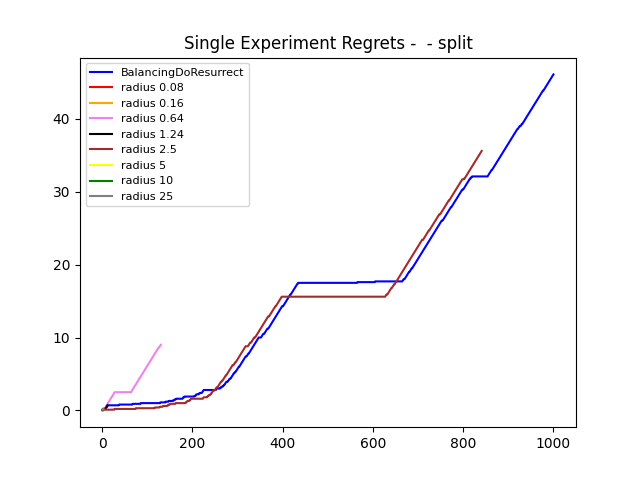 Single Experiment Regrets -  - split
BalancingDoResurrect
radius 0.08
radius 0.16
radius 0.64
radius 1.24
radius 2.5
radius 5
radius 10
radius 25
40
30
20
10
0
0 200 400 600 800 1000